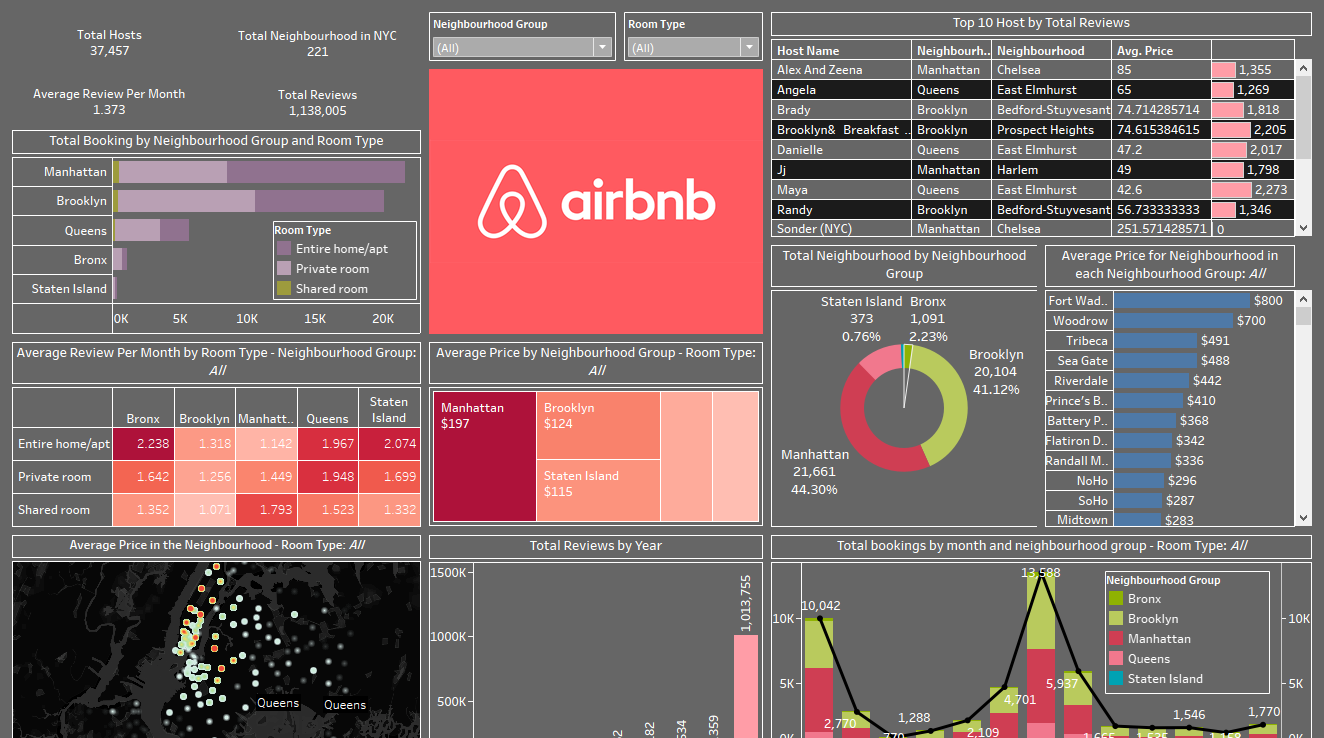 Total Hosts
37,457
Total Neighbourhood in NYC
221
Average Review Per Month
1.373
Total Reviews
1,138,005
Neighbourhood Group
(All)
Room Type
(All)
airbnb
Top 10 Host by Total Reviews
Host Name Neighbourh.. Neighbourhood Avg. Price
Alex And Zeena Manhattan Chelsea 85 1,355
Angela Queens East Elmhurst 65 1,269
Brady Brooklyn Bedford-Stuyvesant 74.714285714 1,818
Brooklyn& Breakfast .. Brooklyn Prospect Heights 74.615384615 2,205
Danielle Queens East Elmhurst 47.2 2,017
Jj Manhattan Harlem 49 1,798
Maya Queens East Elmhurst 42.6 2,273
Randy Brooklyn Bedford-Stuyvesant 56.733333333 1,346
Sonder (NYC) Manhattan Chelsea 251.571428571 0
Total Booking by Neighbourhood Group and Room Type
Manhattan
Brooklyn
Queens
Bronx
Staten Island
0K 5K 10K 15K 20K
Room Type
Entire home/apt
Private room
Shared room
Total Neighbourhood by Neighbourhood
Group
Staten Island
373
0.76%
Bronx
1,091
2.23%
Brooklyn
20,104
41.12%
Manhattan
21,661
44.30%
Average Price for Neighbourhood in
each Neighbourhood Group: All
Fort Wad.. $800
Woodrow $700
Tribeca $491
Sea Gate $488
Riverdale $442
Prince's B.. $410
Battery P... $368
Flatiron D.. $342
Randall M.. $336
NoHo $296
SoHo $287
Midtown $283
Average Review Per Month by Room Type - Neighbourhood Group:
All
Bronx Brooklyn Manhatt.. Queens Staten Island
Entire home/apt 2.238 1.318 1.142 1.967 2.074
Private room 1.642 1.256 1.449 1.948 1.699
Shared room 1.352 1.071 1.793 1.523 1.332
Average Price by Neighbourhood Group - Room Type:
All
Manhattan
$197
Brooklyn
$124
Staten Island
$115
Average Price in the Neighbourhood - Room Type: All
Queens Queens
Total Reviews by Year
1500K
1000K
500K
1,013,755
Total bookings by month and neighbourhood group - Room Type: All
10K
5K
0K
10,042
2,770
770
1,288
2,109
4,701
13,588
5,937
1,546
1,770
10K
5K
0K
Neighbourhood Group
Bronx
Brooklyn
Manhattan
Queens
Staten Island